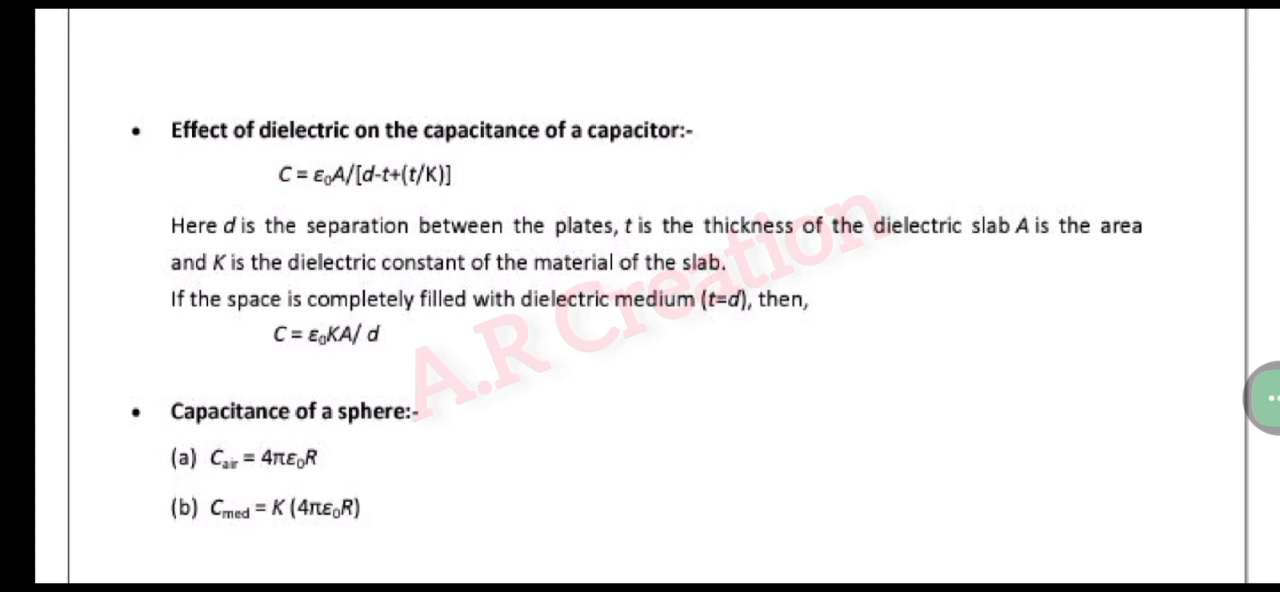 • Effect of dielectric on the capacitance of a capacitor:-
C = ε₀A/[d-t+(t/K)]
Here d is the separation between the plates, t is the thickness of the dielectric slab A is the area
and K is the dielectric constant of the material of the slab.
If the space is completely filled with dielectric medium (t=d), then,
C = ε₀KA/ d
A.R Creation
• Capacitance of a sphere:-
(a) Cair = 4πε₀R
(b) Cmed = K (4πε₀R)